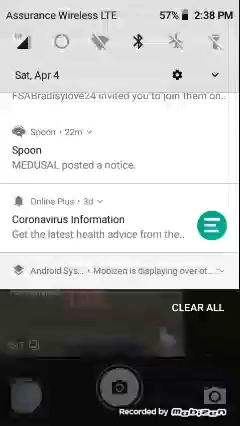 Assurance Wireless LTE 57% 2:38 PM
Sat, Apr 4
FSABradisylove24 invited you to join them on..
Spoon • 22m
Spoon
MEDUSAL posted a notice.
Online Plus • 3d
Coronavirus Information
Get the latest health advice from the..
Android Sys... • Mobizen is displaying over ot...
CLEAR ALL
Recorded by Mobizen